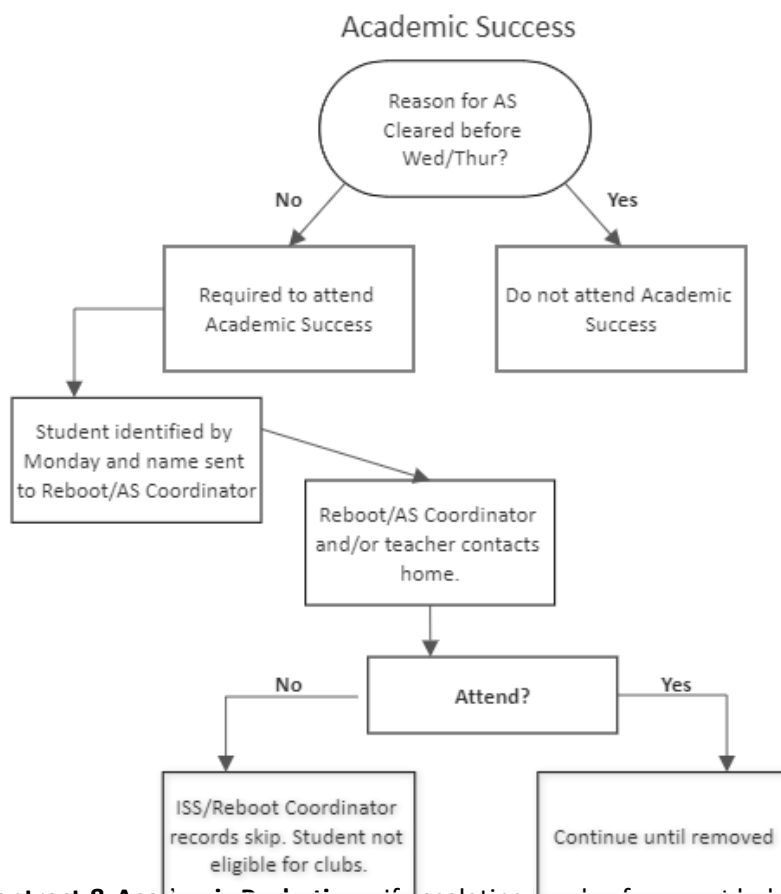 Academic Success
Reason for AS
Cleared before
Wed/Thur?
No
Yes
Required to attend
Academic Success
Do not attend Academic
Success
Student identified by
Monday and name sent
to Reboot/AS Coordinator
Reboot/AS Coordinator
and/or teacher contacts
home.
Attend?
No
Yes
ISS/Reboot Coordinator
records skip. Student not
eligible for clubs.
Continue until removed